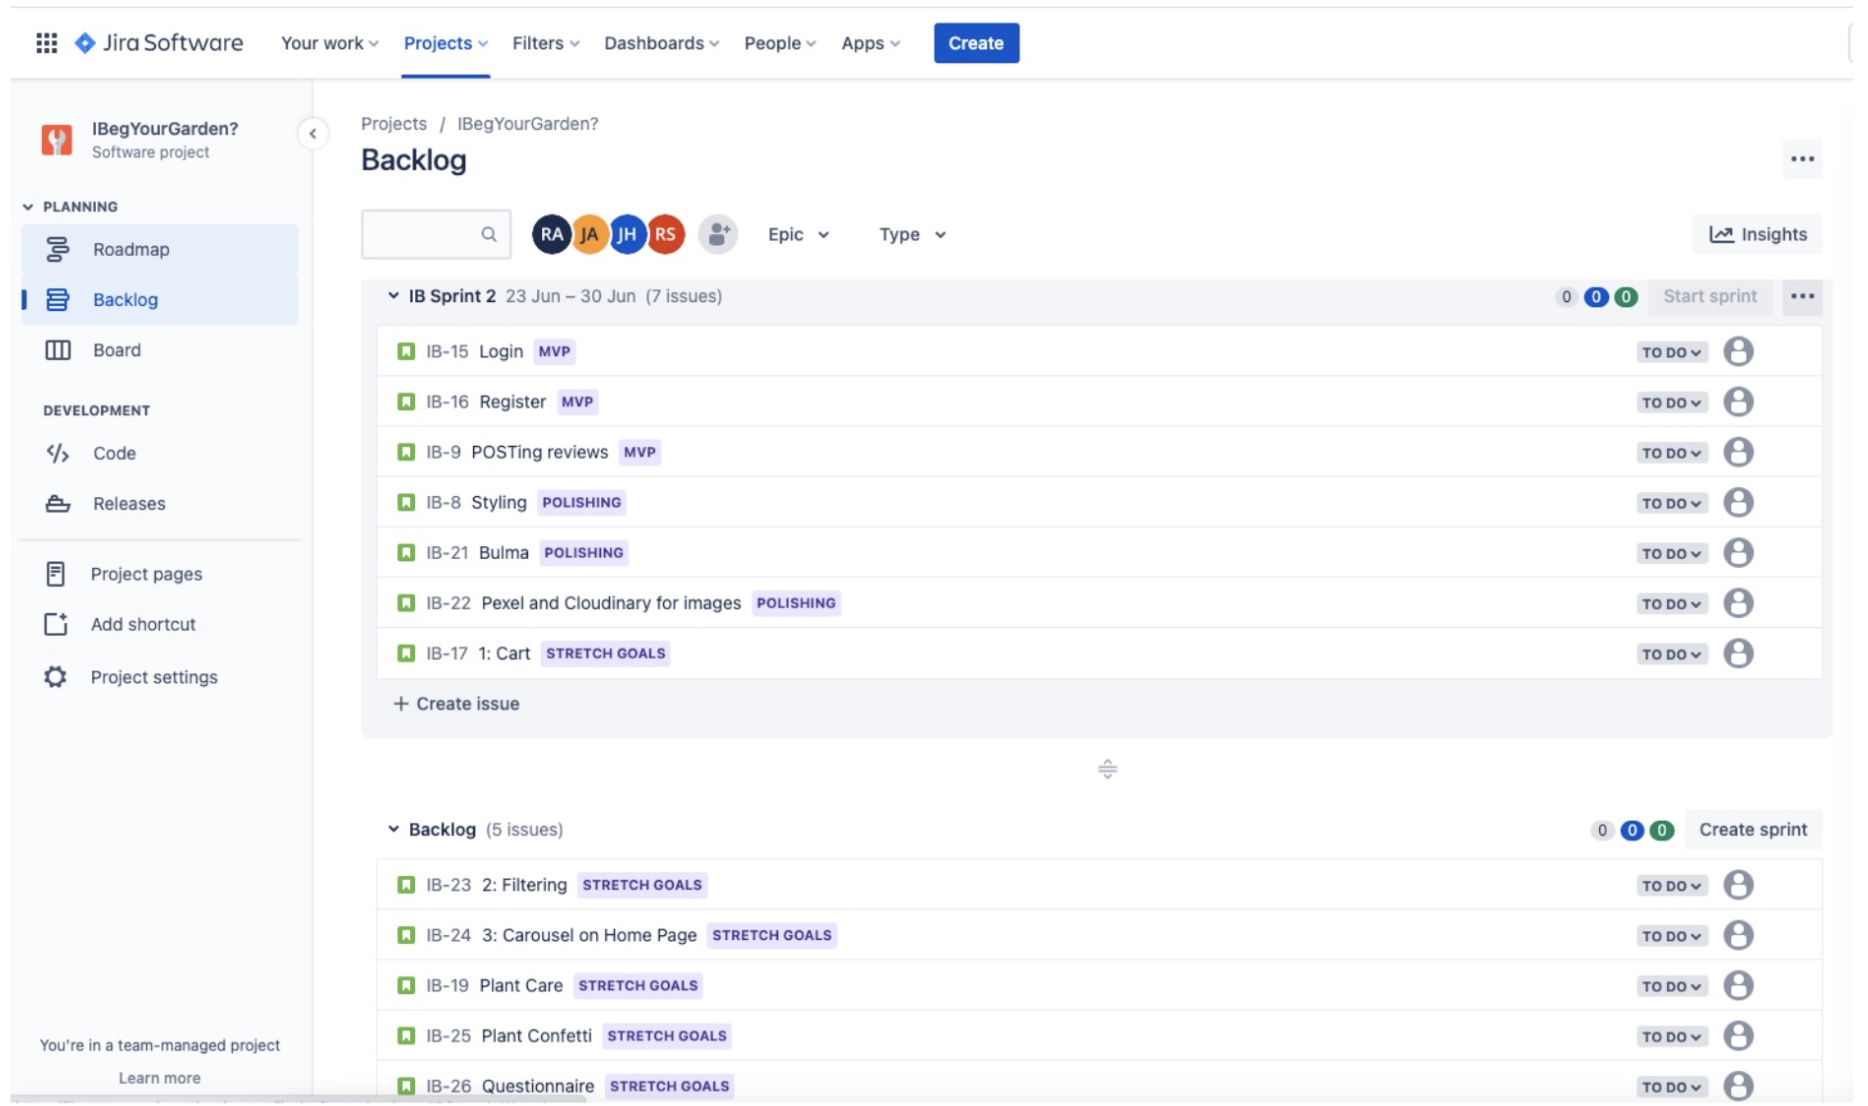 Jira Software Your work Projects Filters Dashboards People Apps Create
IBegYourGarden?
Software project
PLANNING
Roadmap
Backlog
Board
DEVELOPMENT
Code
Releases
Project pages
Add shortcut
Project settings
You're in a team-managed project
Learn more
Projects / IBegYourGarden?
Backlog
RA JA JH RS Epic Type Insights
IB Sprint 2 23 Jun – 30 Jun (7 issues) 0 0 0 Start sprint
IB-15 Login MVP TO DO
IB-16 Register MVP TO DO
IB-9 POSTing reviews MVP TO DO
IB-8 Styling POLISHING TO DO
IB-21 Bulma POLISHING TO DO
IB-22 Pexel and Cloudinary for images POLISHING TO DO
IB-17 1: Cart STRETCH GOALS TO DO
+ Create issue
Backlog (5 issues) 0 0 0 Create sprint
IB-23 2: Filtering STRETCH GOALS TO DO
IB-24 3: Carousel on Home Page STRETCH GOALS TO DO
IB-19 Plant Care STRETCH GOALS TO DO
IB-25 Plant Confetti STRETCH GOALS TO DO
IB-26 Questionnaire STRETCH GOALS TO DO